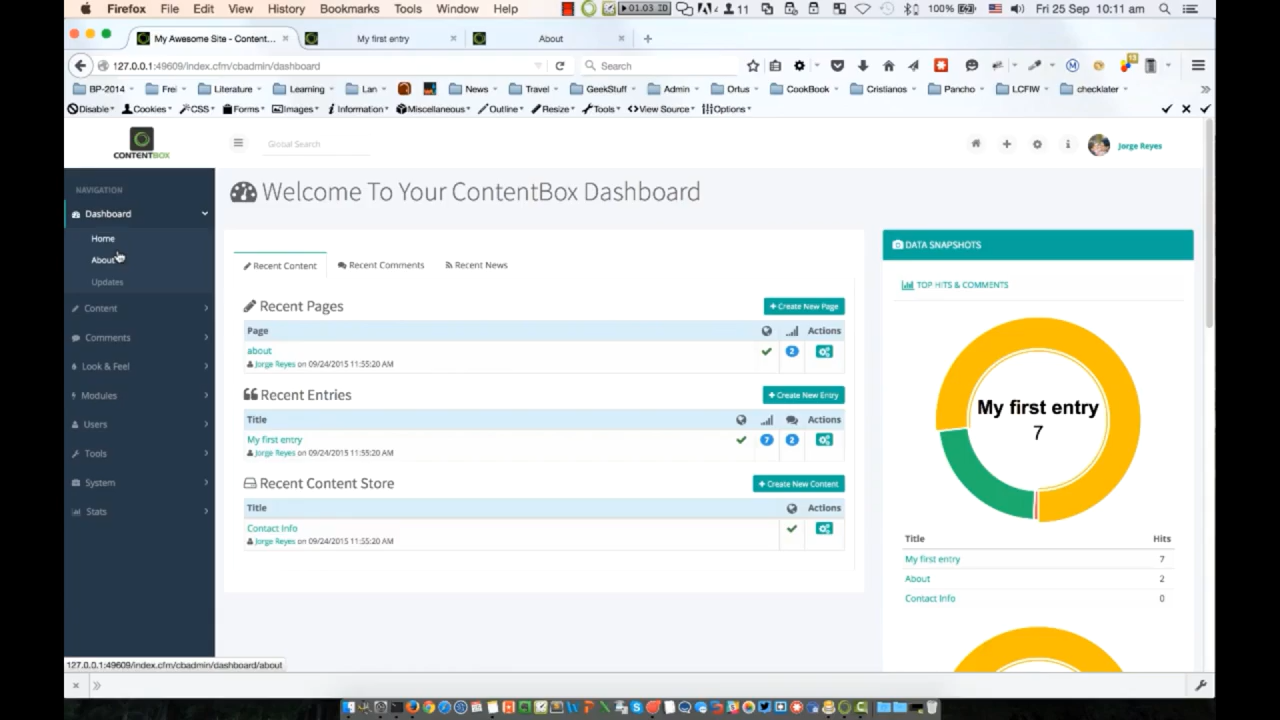 Firefox File Edit View History Bookmarks Tools Window Help 1.03 ID 11 100% Fri 25 Sep 10:11 am
My Awesome Site - Content... × My first entry × About × +
127.0.0.1:49609/index.cfm/cbadmin/dashboard Search
BP-2014 Frei Literature Learning Lan News Travel GeekStuff Admin Ortus CookBook Cristianos Pancho LCFIW checklater »
Disable Cookies CSS Forms Images Information Miscellaneous Outline Resize Tools View Source Options
CONTENTBOX
Global Search
Jorge Reyes
NAVIGATION
Dashboard
Home
About
Updates
Content
Comments
Look & Feel
Modules
Users
Tools
System
Stats
Welcome To Your ContentBox Dashboard
Recent Content Recent Comments Recent News
Recent Pages + Create New Page
Page Actions
about 2
Jorge Reyes on 09/24/2015 11:55:20 AM
Recent Entries + Create New Entry
Title Actions
My first entry 7 2
Jorge Reyes on 09/24/2015 11:55:20 AM
Recent Content Store + Create New Content
Title Actions
Contact Info
Jorge Reyes on 09/24/2015 11:55:20 AM
DATA SNAPSHOTS
TOP HITS & COMMENTS
My first entry
7
Title Hits
My first entry 7
About 2
Contact Info 0
127.0.0.1:49609/index.cfm/cbadmin/dashboard/about